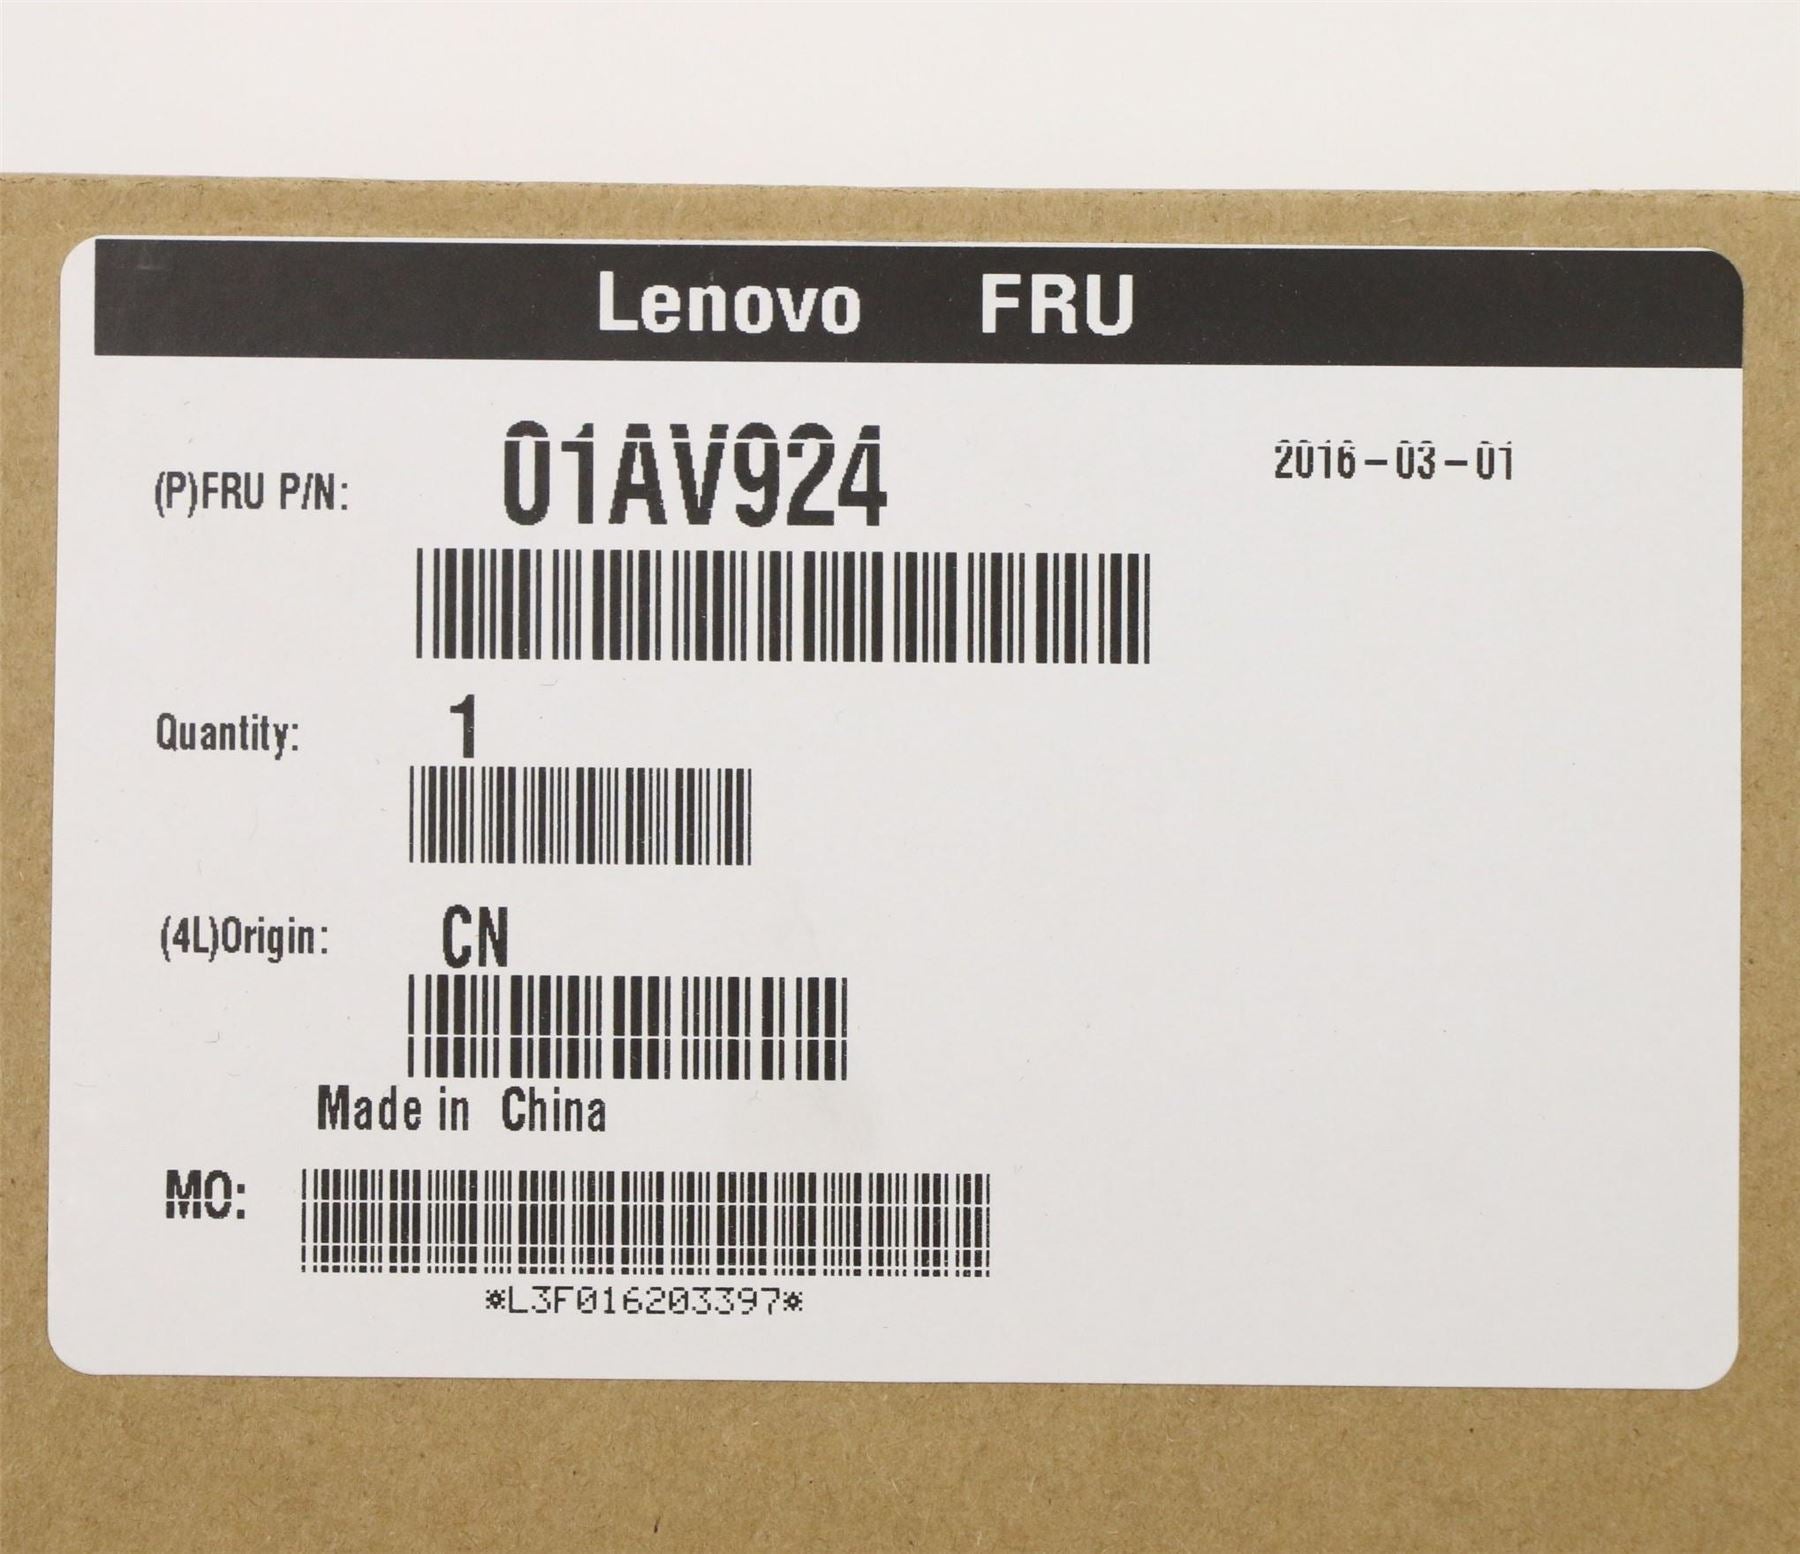 Lenovo FRU
(P)FRU P/N: 01AV924 2016-03-01
Quantity: 1
(4L)Origin: CN
Made in China
MO:
*L3F016203397*